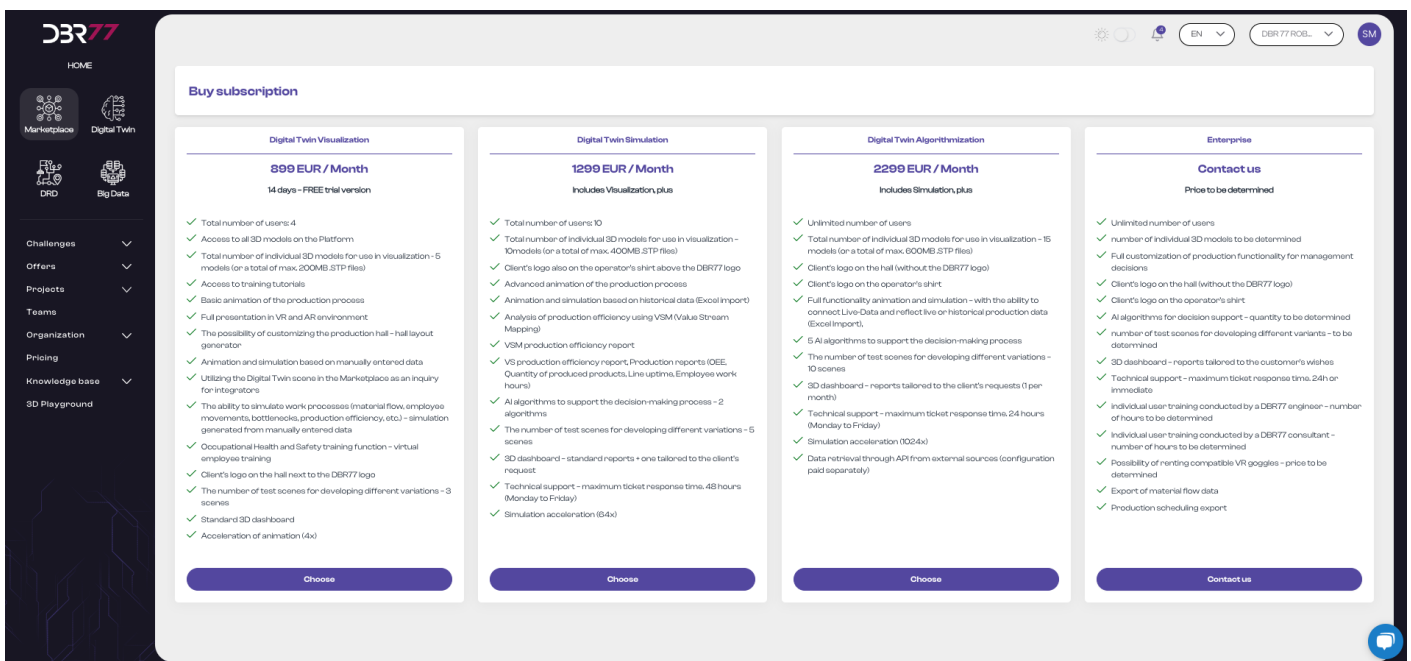 DBR77
HOME
Marketplace
Digital Twin
DRD
Big Data
Challenges
Offers
Projects
Teams
Organization
Pricing
Knowledge base
3D Playground
4
EN
DBR 77 ROB...
SM
Buy subscription
Digital Twin Visualization
899 EUR / Month
14 days – FREE trial version
Total number of users: 4
Access to all 3D models on the Platform
Total number of individual 3D models for use in visualization - 5
models (or a total of max. 200MB .STP files)
Access to training tutorials
Basic animation of the production process
Full presentation in VR and AR environment
The possibility of customizing the production hall – hall layout
generator
Animation and simulation based on manually entered data
Utilizing the Digital Twin scene in the Marketplace as an inquiry
for integrators
The ability to simulate work processes (material flow, employee
movements, bottlenecks, production efficiency, etc.) – simulation
generated from manually entered data
Occupational Health and Safety training function – virtual
employee training
Client's logo on the hall next to the DBR77 logo
The number of test scenes for developing different variations – 3
scenes
Standard 3D dashboard
Acceleration of animation (4x)
Choose
Digital Twin Simulation
1299 EUR / Month
Includes Visualization, plus
Total number of users: 10
Total number of individual 3D models for use in visualization –
10models (or a total of max. 400MB .STP files)
Client's logo also on the operator's shirt above the DBR77 logo
Advanced animation of the production process
Animation and simulation based on historical data (Excel import)
Analysis of production efficiency using VSM (Value Stream
Mapping)
VSM production efficiency report
VS production efficiency report, Production reports (OEE,
Quantity of produced products, Line uptime, Employee work
hours)
AI algorithms to support the decision-making process – 2
algorithms
The number of test scenes for developing different variations – 5
scenes
3D dashboard – standard reports + one tailored to the client's
request
Technical support – maximum ticket response time. 48 hours
(Monday to Friday)
Simulation acceleration (64x)
Choose
Digital Twin Algorithmization
2299 EUR / Month
Includes Simulation, plus
Unlimited number of users
Total number of individual 3D models for use in visualization – 15
models (or a total of max. 600MB .STP files)
Client's logo on the hall (without the DBR77 logo)
Client's logo on the operator's shirt
Full functionality animation and simulation – with the ability to
connect Live-Data and reflect live or historical production data
(Excel Import),
5 AI algorithms to support the decision-making process
The number of test scenes for developing different variations –
10 scenes
3D dashboard – reports tailored to the client's requests (1 per
month)
Technical support – maximum ticket response time. 24 hours
(Monday to Friday)
Simulation acceleration (1024x)
Data retrieval through API from external sources (configuration
paid separately)
Choose
Enterprise
Contact us
Price to be determined
Unlimited number of users
number of individual 3D models to be determined
Full customization of production functionality for management
decisions
Client's logo on the hall (without the DBR77 logo)
Client's logo on the operator's shirt
AI algorithms for decision support – quantity to be determined
number of test scenes for developing different variants – to be
determined
3D dashboard – reports tailored to the customer's wishes
Technical support – maximum ticket response time. 24h or
immediate
individual user training conducted by a DBR77 engineer – number
of hours to be determined
Individual user training conducted by a DBR77 consultant –
number of hours to be determined
Possibility of renting compatible VR goggles – price to be
determined
Export of material flow data
Production scheduling export
Contact us